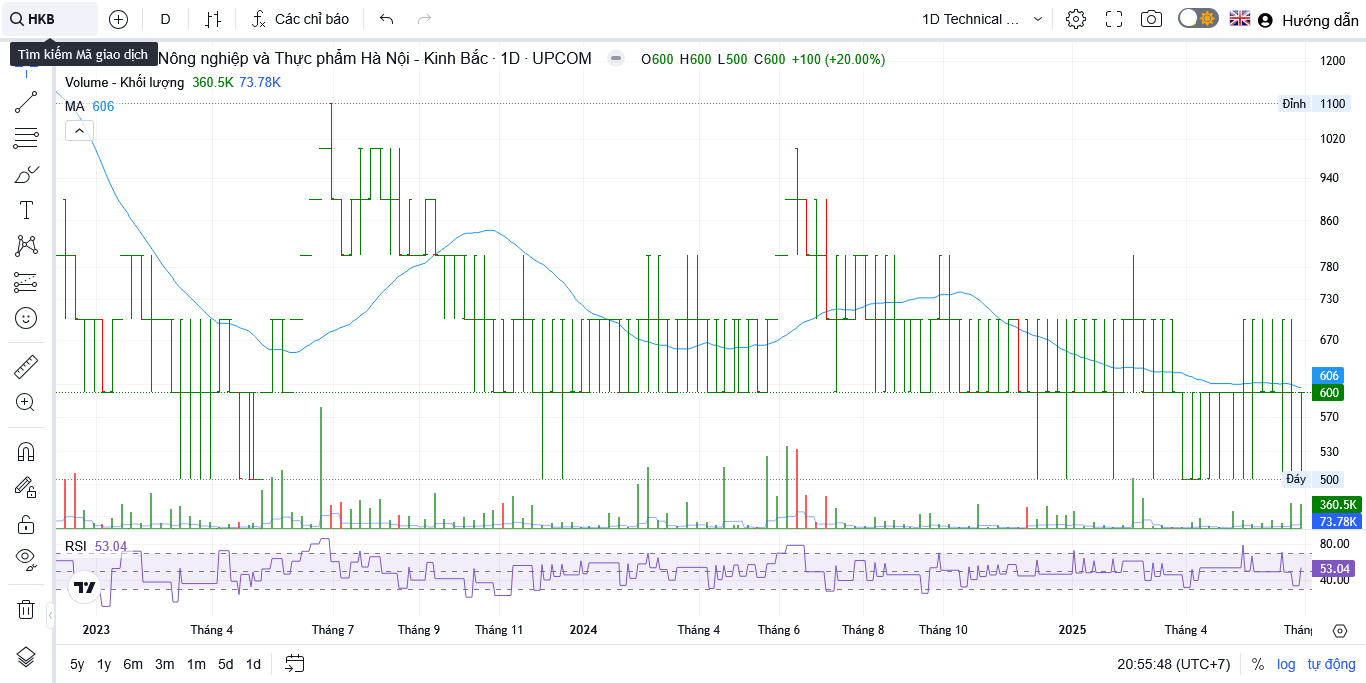 HKB
D
Các chỉ báo
1D Technical ...
Hướng dẫn
Tìm kiếm Mã giao dịch
Nông nghiệp và Thực phẩm Hà Nội - Kinh Bắc · 1D · UPCOM
O600 H600 L500 C600 +100 (+20.00%)
Volume - Khối lượng 360.5K 73.78K
MA 606
1200
Đỉnh 1100
1020
940
860
780
730
670
606
600
570
530
Đáy 500
360.5K
73.78K
RSI 53.04
80.00
53.04
40.00
2023 Tháng 4 Tháng 7 Tháng 9 Tháng 11 2024 Tháng 4 Tháng 6 Tháng 8 Tháng 10 2025 Tháng 4
5y 1y 6m 3m 1m 5d 1d
20:55:48 (UTC+7) % log tự động